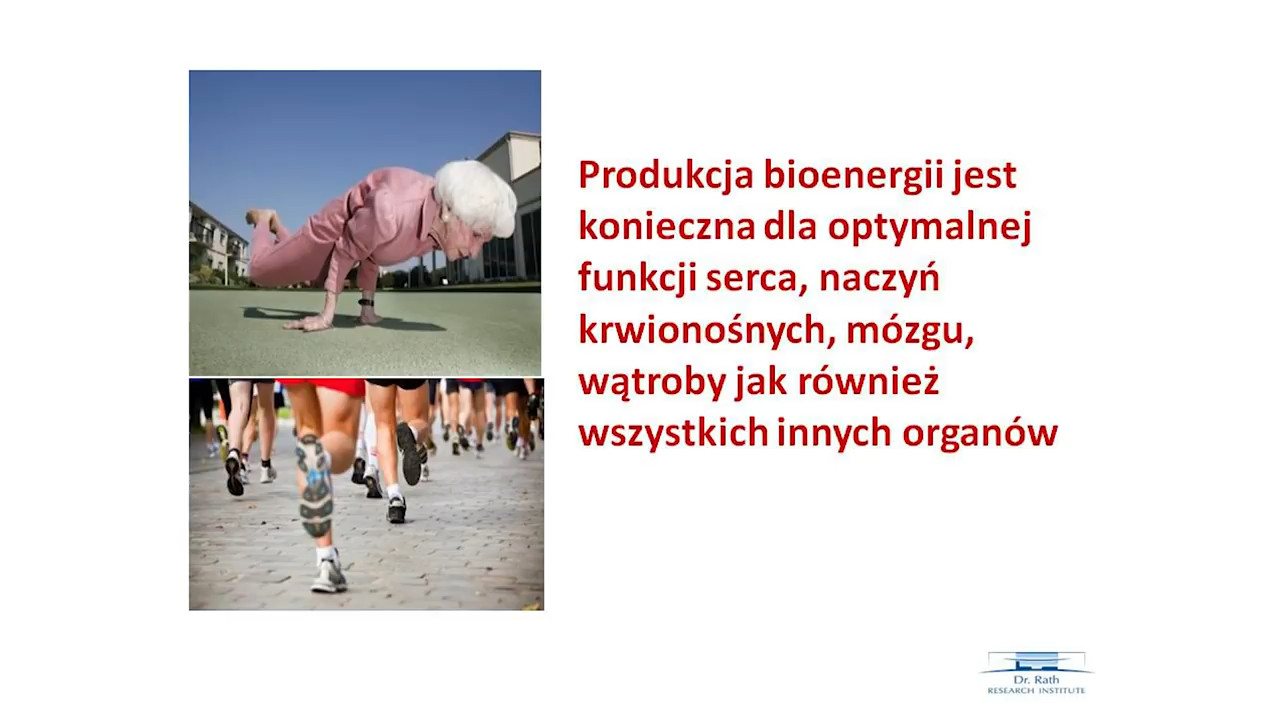 Produkcja bioenergii jest
konieczna dla optymalnej
funkcji serca, naczyń
krwionośnych, mózgu,
wątroby jak również
wszystkich innych organów
Dr. Rath
RESEARCH INSTITUTE